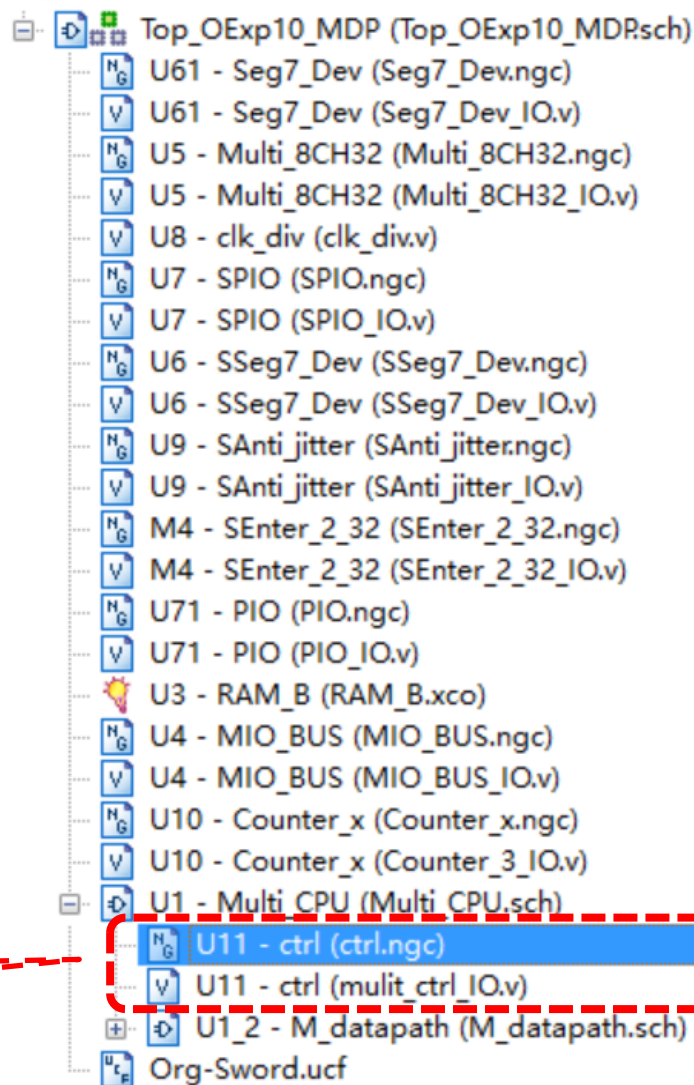 Top_OExp10_MDP (Top_OExp10_MDP.sch)
U61 - Seg7_Dev (Seg7_Dev.ngc)
U61 - Seg7_Dev (Seg7_Dev_IO.v)
U5 - Multi_8CH32 (Multi_8CH32.ngc)
U5 - Multi_8CH32 (Multi_8CH32_IO.v)
U8 - clk_div (clk_div.v)
U7 - SPIO (SPIO.ngc)
U7 - SPIO (SPIO_IO.v)
U6 - SSeg7_Dev (SSeg7_Dev.ngc)
U6 - SSeg7_Dev (SSeg7_Dev_IO.v)
U9 - SAnti_jitter (SAnti_jitter.ngc)
U9 - SAnti_jitter (SAnti_jitter_IO.v)
M4 - SEnter_2_32 (SEnter_2_32.ngc)
M4 - SEnter_2_32 (SEnter_2_32_IO.v)
U71 - PIO (PIO.ngc)
U71 - PIO (PIO_IO.v)
U3 - RAM_B (RAM_B.xco)
U4 - MIO_BUS (MIO_BUS.ngc)
U4 - MIO_BUS (MIO_BUS_IO.v)
U10 - Counter_x (Counter_x.ngc)
U10 - Counter_x (Counter_3_IO.v)
U1 - Multi_CPU (Multi_CPU.sch)
U11 - ctrl (ctrl.ngc)
U11 - ctrl (mulit_ctrl_IO.v)
U1_2 - M_datapath (M_datapath.sch)
Org-Sword.ucf